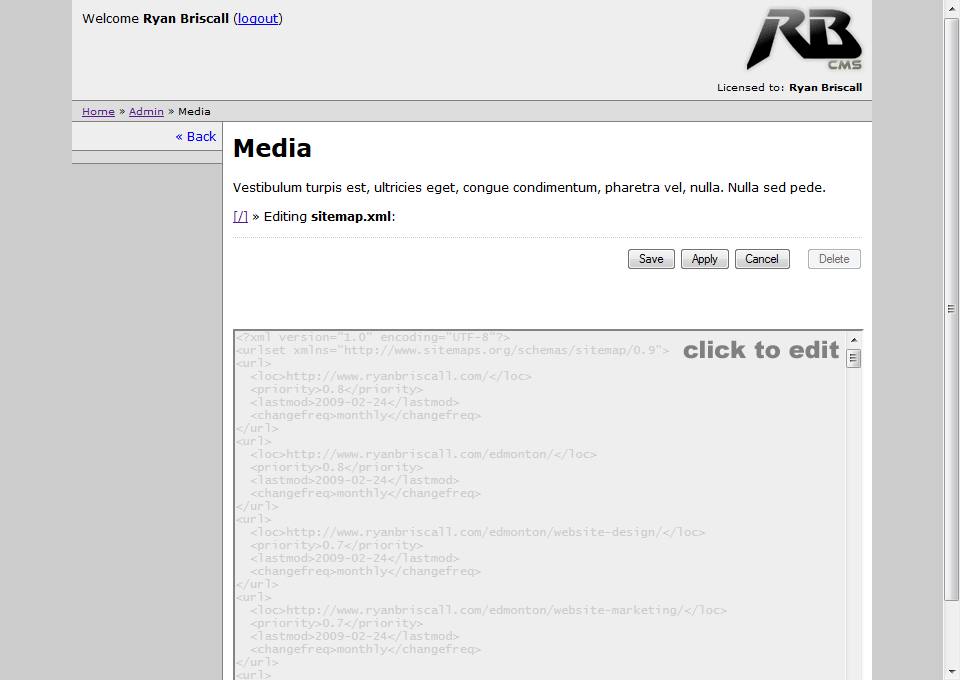 Welcome Ryan Briscall (logout)
RB
CMS
Licensed to: Ryan Briscall
Home » Admin » Media
« Back
Media
Vestibulum turpis est, ultricies eget, congue condimentum, pharetra vel, nulla. Nulla sed pede.
[/] » Editing sitemap.xml:
Save Apply Cancel Delete
click to edit
<?xml version="1.0" encoding="UTF-8"?>
<urlset xmlns="http://www.sitemaps.org/schemas/sitemap/0.9">
<url>
  <loc>http://www.ryanbriscall.com/</loc>
  <priority>0.8</priority>
  <lastmod>2009-02-24</lastmod>
  <changefreq>monthly</changefreq>
</url>
<url>
  <loc>http://www.ryanbriscall.com/edmonton/</loc>
  <priority>0.8</priority>
  <lastmod>2009-02-24</lastmod>
  <changefreq>monthly</changefreq>
</url>
<url>
  <loc>http://www.ryanbriscall.com/edmonton/website-design/</loc>
  <priority>0.7</priority>
  <lastmod>2009-02-24</lastmod>
  <changefreq>monthly</changefreq>
</url>
<url>
  <loc>http://www.ryanbriscall.com/edmonton/website-marketing/</loc>
  <priority>0.7</priority>
  <lastmod>2009-02-24</lastmod>
  <changefreq>monthly</changefreq>
</url>
<url>